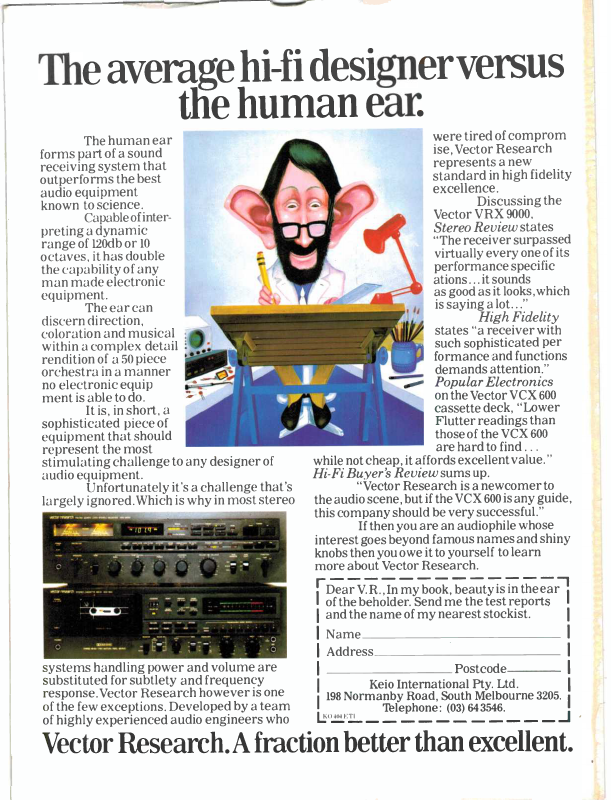 The average hi-fi designer versus
the human ear.
The human ear
forms part of a sound
receiving system that
outperforms the best
audio equipment
known to science.
Capable of inter-
preting a dynamic
range of 120db or 10
octaves, it has double
the capability of any
man made electronic
equipment.
The ear can
discern direction,
coloration and musical
within a complex detail
rendition of a 50 piece
orchestra in a manner
no electronic equip
ment is able to do.
It is, in short, a
sophisticated piece of
equipment that should
represent the most
stimulating challenge to any designer of
audio equipment.
Unfortunately it's a challenge that's
largely ignored. Which is why in most stereo
systems handling power and volume are
substituted for subtlety and frequency
response. Vector Research however is one
of the few exceptions. Developed by a team
of highly experienced audio engineers who
were tired of comprom
ise, Vector Research
represents a new
standard in high fidelity
excellence.
Discussing the
Vector VRX 9000,
Stereo Review states
"The receiver surpassed
virtually every one of its
performance specific
ations... it sounds
as good as it looks, which
is saying a lot..."
High Fidelity
states "a receiver with
such sophisticated per
formance and functions
demands attention."
Popular Electronics
on the Vector VCX 600
cassette deck, "Lower
Flutter readings than
those of the VCX 600
are hard to find...
while not cheap, it affords excellent value."
Hi-Fi Buyer's Review sums up.
"Vector Research is a newcomer to
the audio scene, but if the VCX 600 is any guide,
this company should be very successful."
If then you are an audiophile whose
interest goes beyond famous names and shiny
knobs then you owe it to yourself to learn
more about Vector Research.
Dear V.R., In my book, beauty is in the ear
of the beholder. Send me the test reports
and the name of my nearest stockist.
Name
Address
Postcode
Keio International Pty. Ltd.
198 Normanby Road, South Melbourne 3205.
Telephone: (03) 64 3546.
KO 404 ETI
Vector Research. A fraction better than excellent.